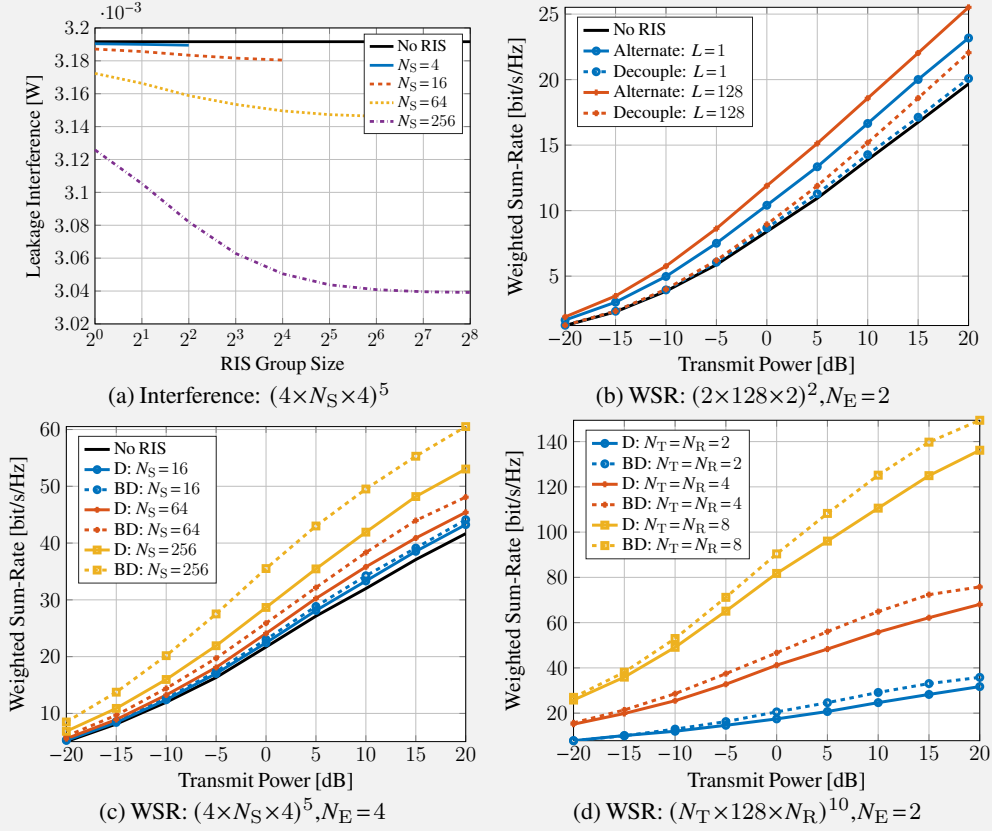 ·10⁻³
3.2
3.18
3.16
3.14
3.12
3.1
3.08
3.06
3.04
3.02
Leakage Interference [W]
No RIS
N_S=4
N_S=16
N_S=64
N_S=256
2⁰ 2¹ 2² 2³ 2⁴ 2⁵ 2⁶ 2⁷ 2⁸
RIS Group Size
(a) Interference: (4×N_S×4)⁵
25
20
15
10
5
Weighted Sum-Rate [bit/s/Hz]
No RIS
Alternate: L=1
Decouple: L=1
Alternate: L=128
Decouple: L=128
−20 −15 −10 −5 0 5 10 15 20
Transmit Power [dB]
(b) WSR: (2×128×2)²,N_E=2
60
50
40
30
20
10
Weighted Sum-Rate [bit/s/Hz]
No RIS
D: N_S=16
BD: N_S=16
D: N_S=64
BD: N_S=64
D: N_S=256
BD: N_S=256
−20 −15 −10 −5 0 5 10 15 20
Transmit Power [dB]
(c) WSR: (4×N_S×4)⁵,N_E=4
140
120
100
80
60
40
20
Weighted Sum-Rate [bit/s/Hz]
D: N_T=N_R=2
BD: N_T=N_R=2
D: N_T=N_R=4
BD: N_T=N_R=4
D: N_T=N_R=8
BD: N_T=N_R=8
−20 −15 −10 −5 0 5 10 15 20
Transmit Power [dB]
(d) WSR: (N_T×128×N_R)¹⁰,N_E=2